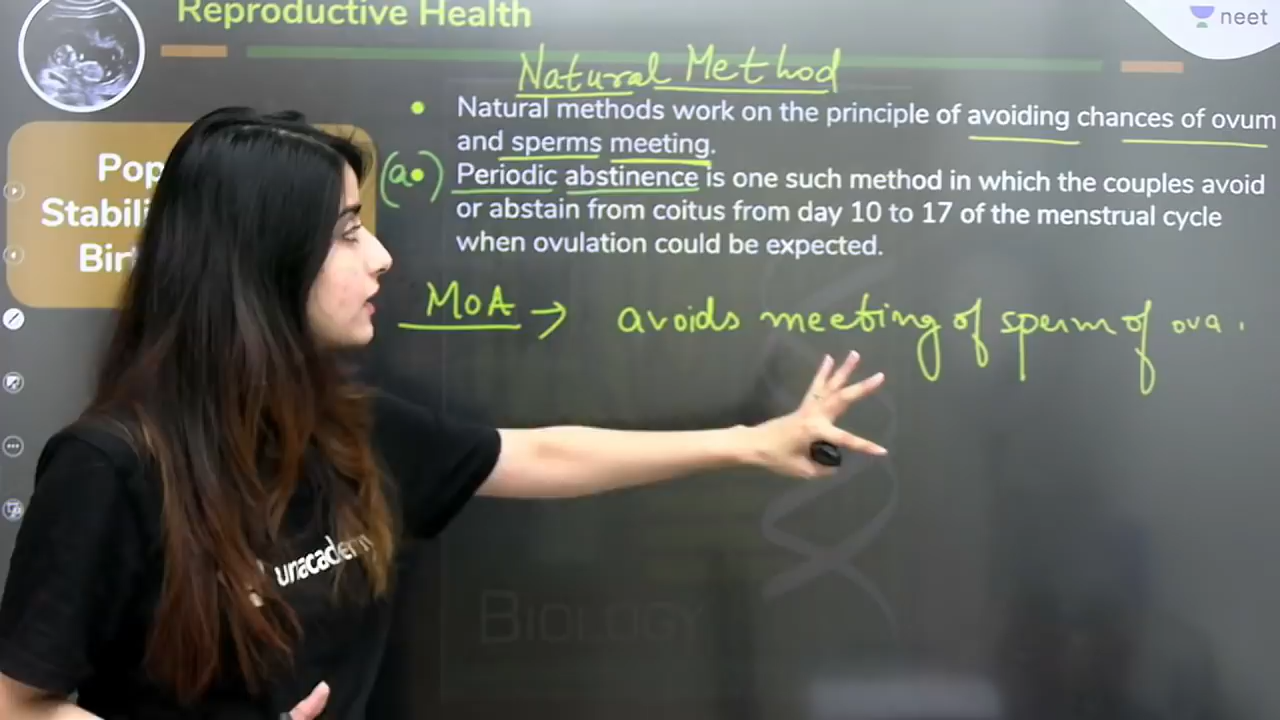 Reproductive Health
neet
Natural Method
Natural methods work on the principle of avoiding chances of ovum
and sperms meeting.
(a) Periodic abstinence is one such method in which the couples avoid
or abstain from coitus from day 10 to 17 of the menstrual cycle
when ovulation could be expected.
Pop
Stabili
Bir
MOA → avoids meeting of sperm of ova.
unacademy
BIOLOGY